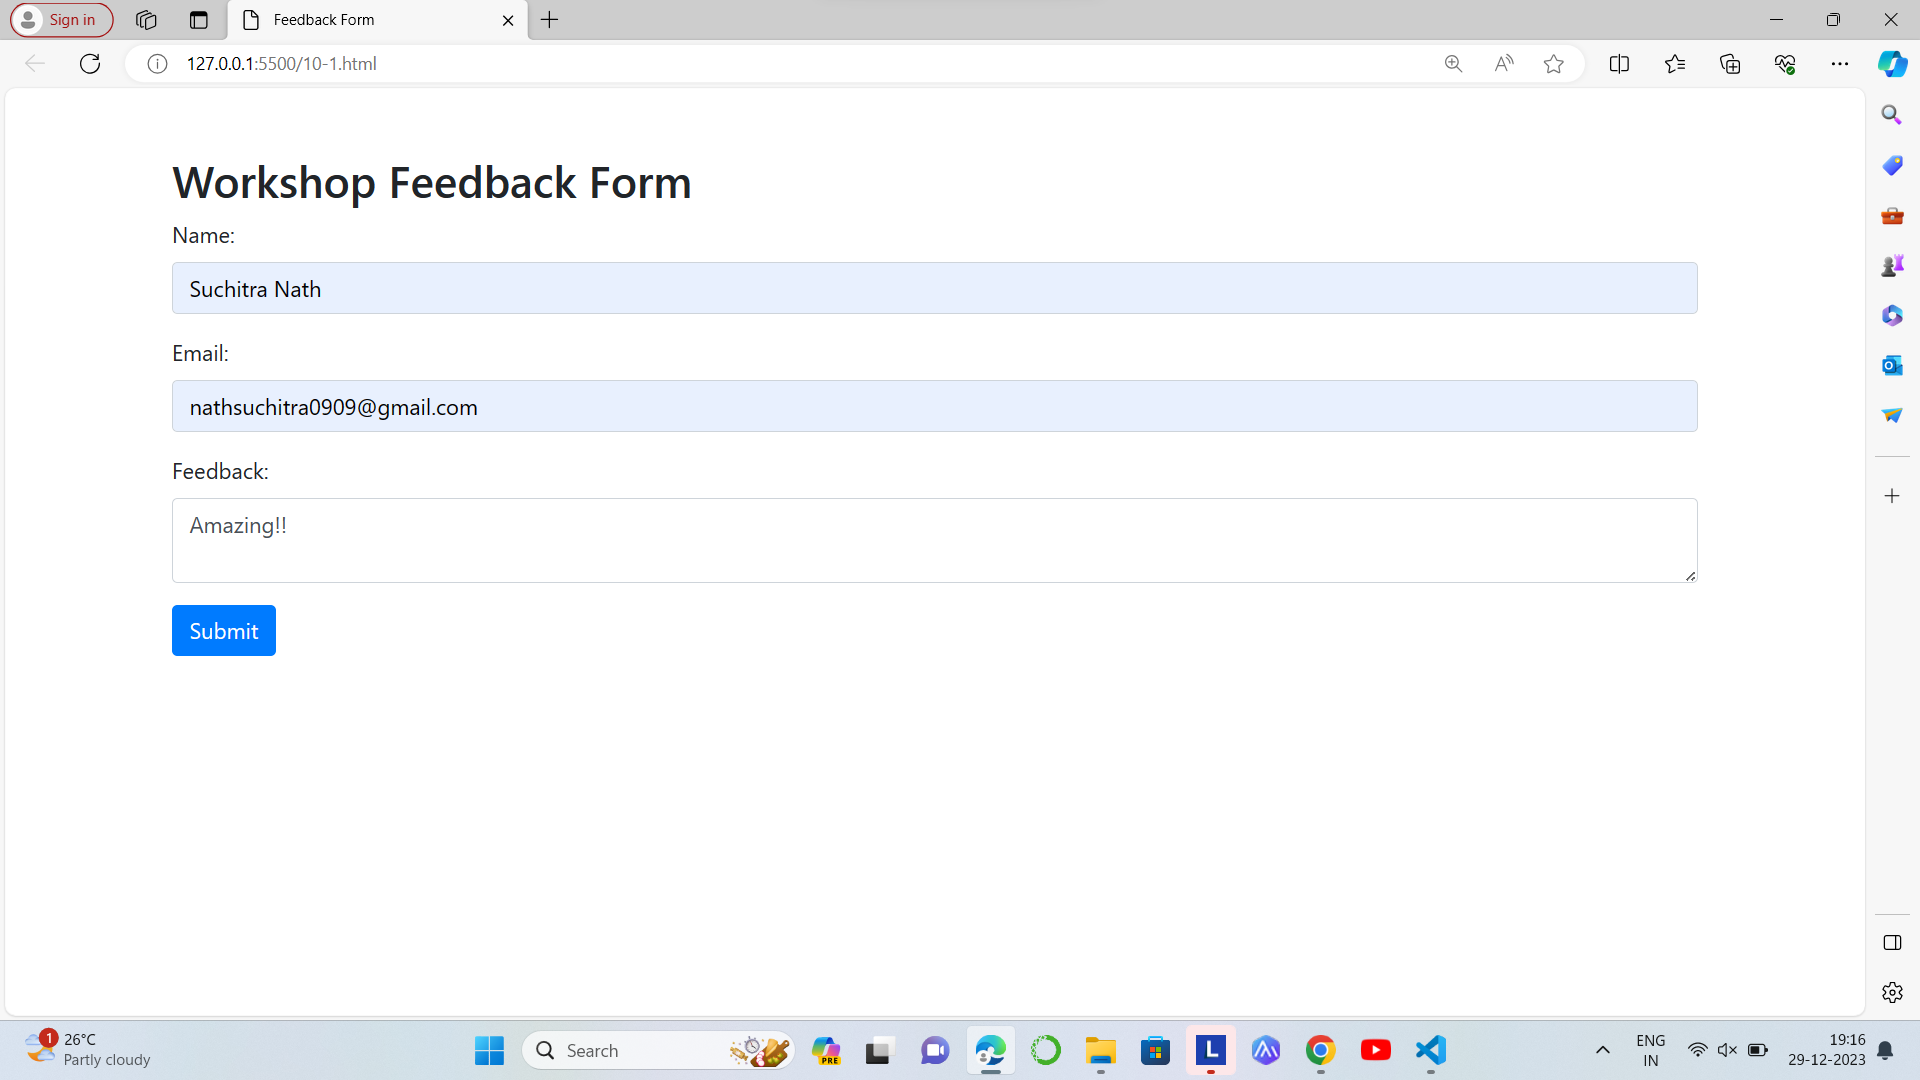 Sign in
Feedback Form
127.0.0.1:5500/10-1.html
Workshop Feedback Form
Name:
Suchitra Nath
Email:
nathsuchitra0909@gmail.com
Feedback:
Amazing!!
Submit
1
26°C
Partly cloudy
Search
PRE
L
ENG
IN
19:16
29-12-2023